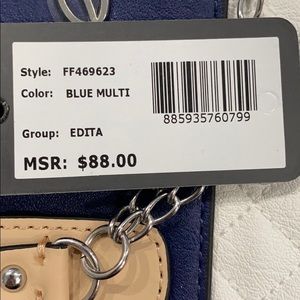 Style: FF469623
Color: BLUE MULTI
885935760799
Group: EDITA
MSR: $88.00